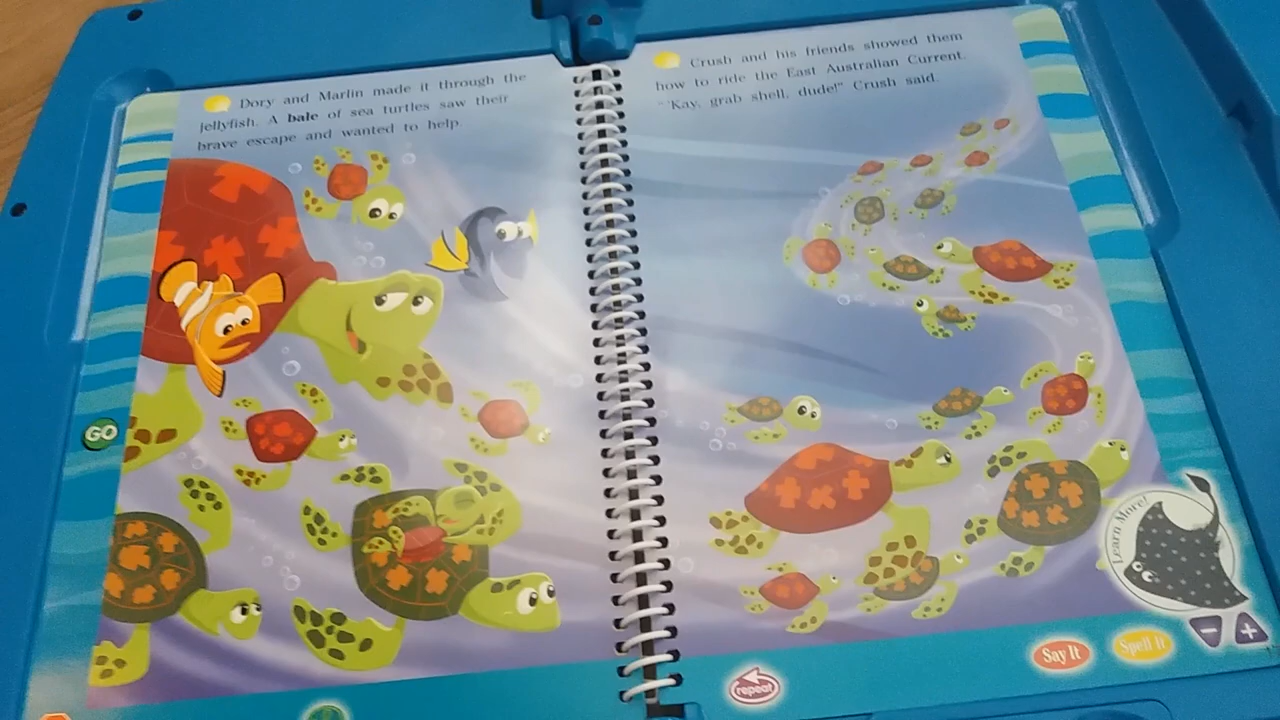 Dory and Marlin made it through the
jellyfish. A bale of sea turtles saw their
brave escape and wanted to help.
Crush and his friends showed them
how to ride the East Australian Current.
"'Kay, grab shell, dude!" Crush said.
GO
Learn More!
Say It
Spell It
- +
repeat